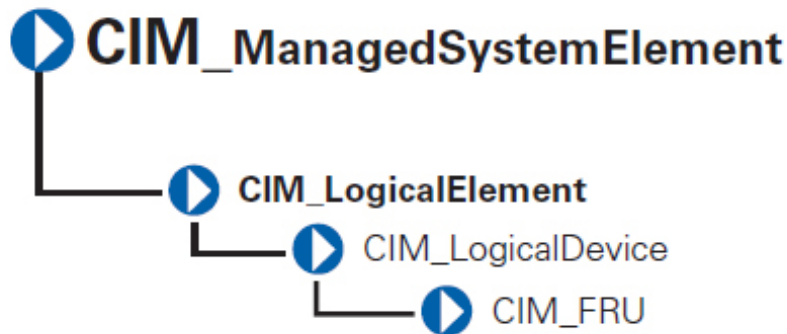 CIM_ManagedSystemElement
CIM_LogicalElement
CIM_LogicalDevice
CIM_FRU